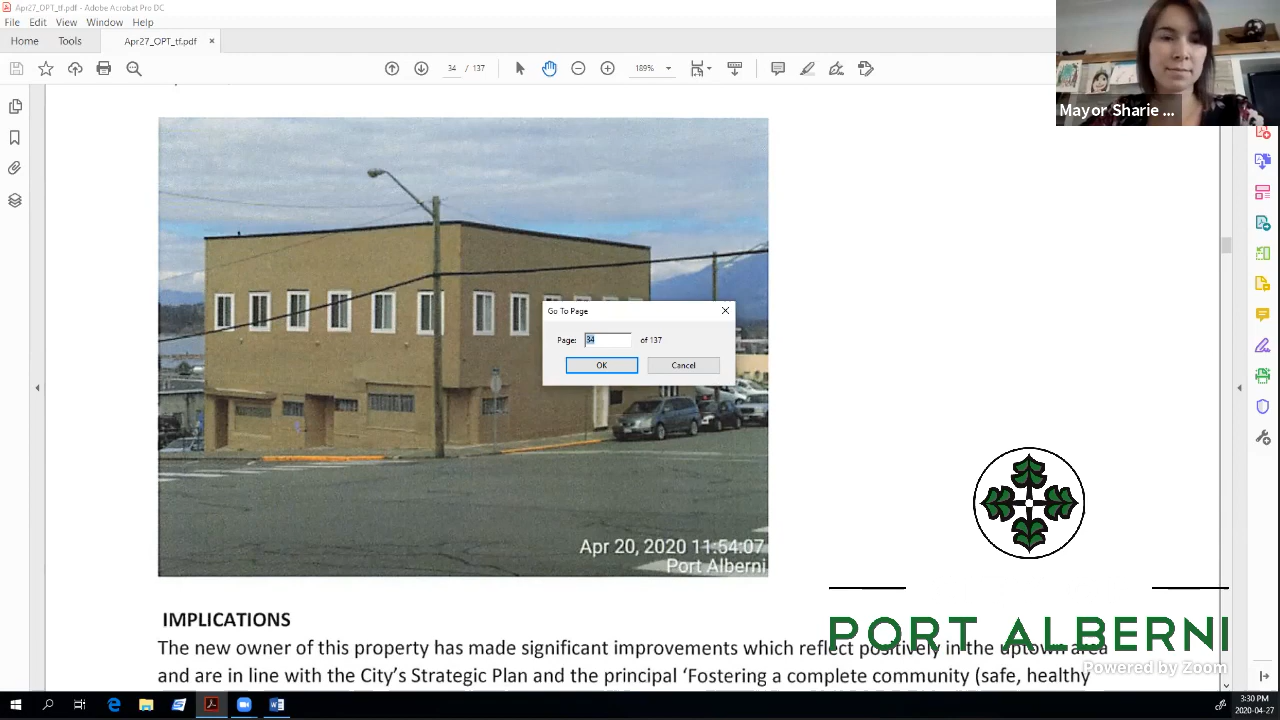 Apr27_OPT_tf.pdf - Adobe Acrobat Pro DC
File Edit View Window Help
Home Tools Apr27_OPT_tf.pdf ×
34 / 137 189%
Mayor Sharie ...
Go To Page
Page: 34 of 137
OK Cancel
Apr 20, 2020 11:54:07
Port Alberni
IMPLICATIONS
The new owner of this property has made significant improvements which reflect positively in the uptown area
and are in line with the City's Strategic Plan and the principal 'Fostering a complete community (safe, healthy
PORT ALBERNI
Powered by Zoom
3:30 PM
2020-04-27